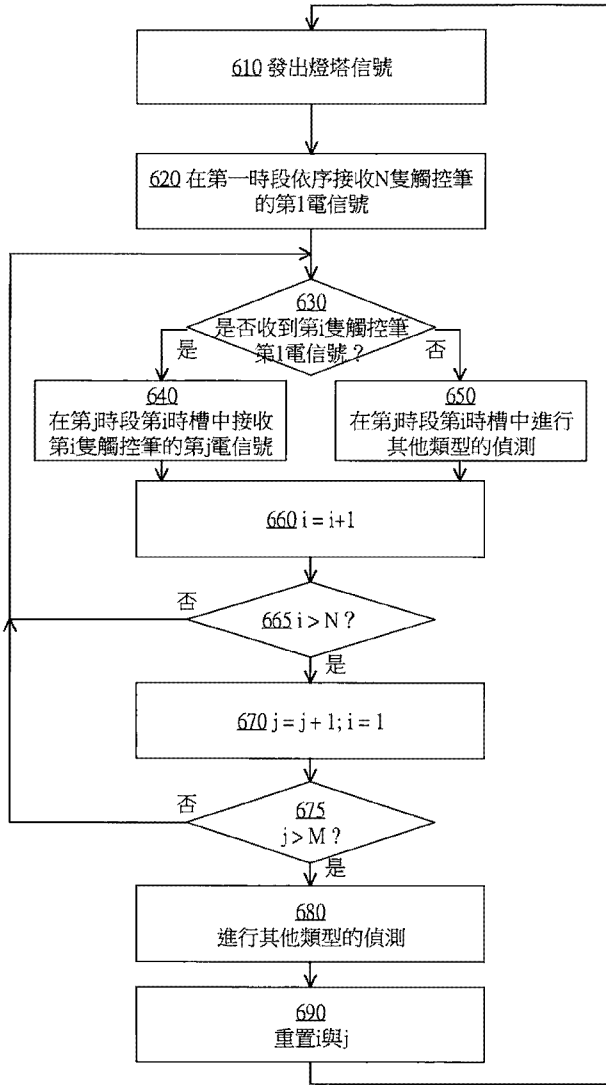 610 發出燈塔信號
620 在第一時段依序接收N隻觸控筆
的第1電信號
630
是否收到第i隻觸控筆
第1電信號？
是
否
640
在第j時段第i時槽中接收
第i隻觸控筆的第j電信號
650
在第j時段第i時槽中進行
其他類型的偵測
660 i = i+1
否
665 i > N？
是
670 j = j + 1; i = 1
否
675
j > M？
是
680
進行其他類型的偵測
690
重置i與j